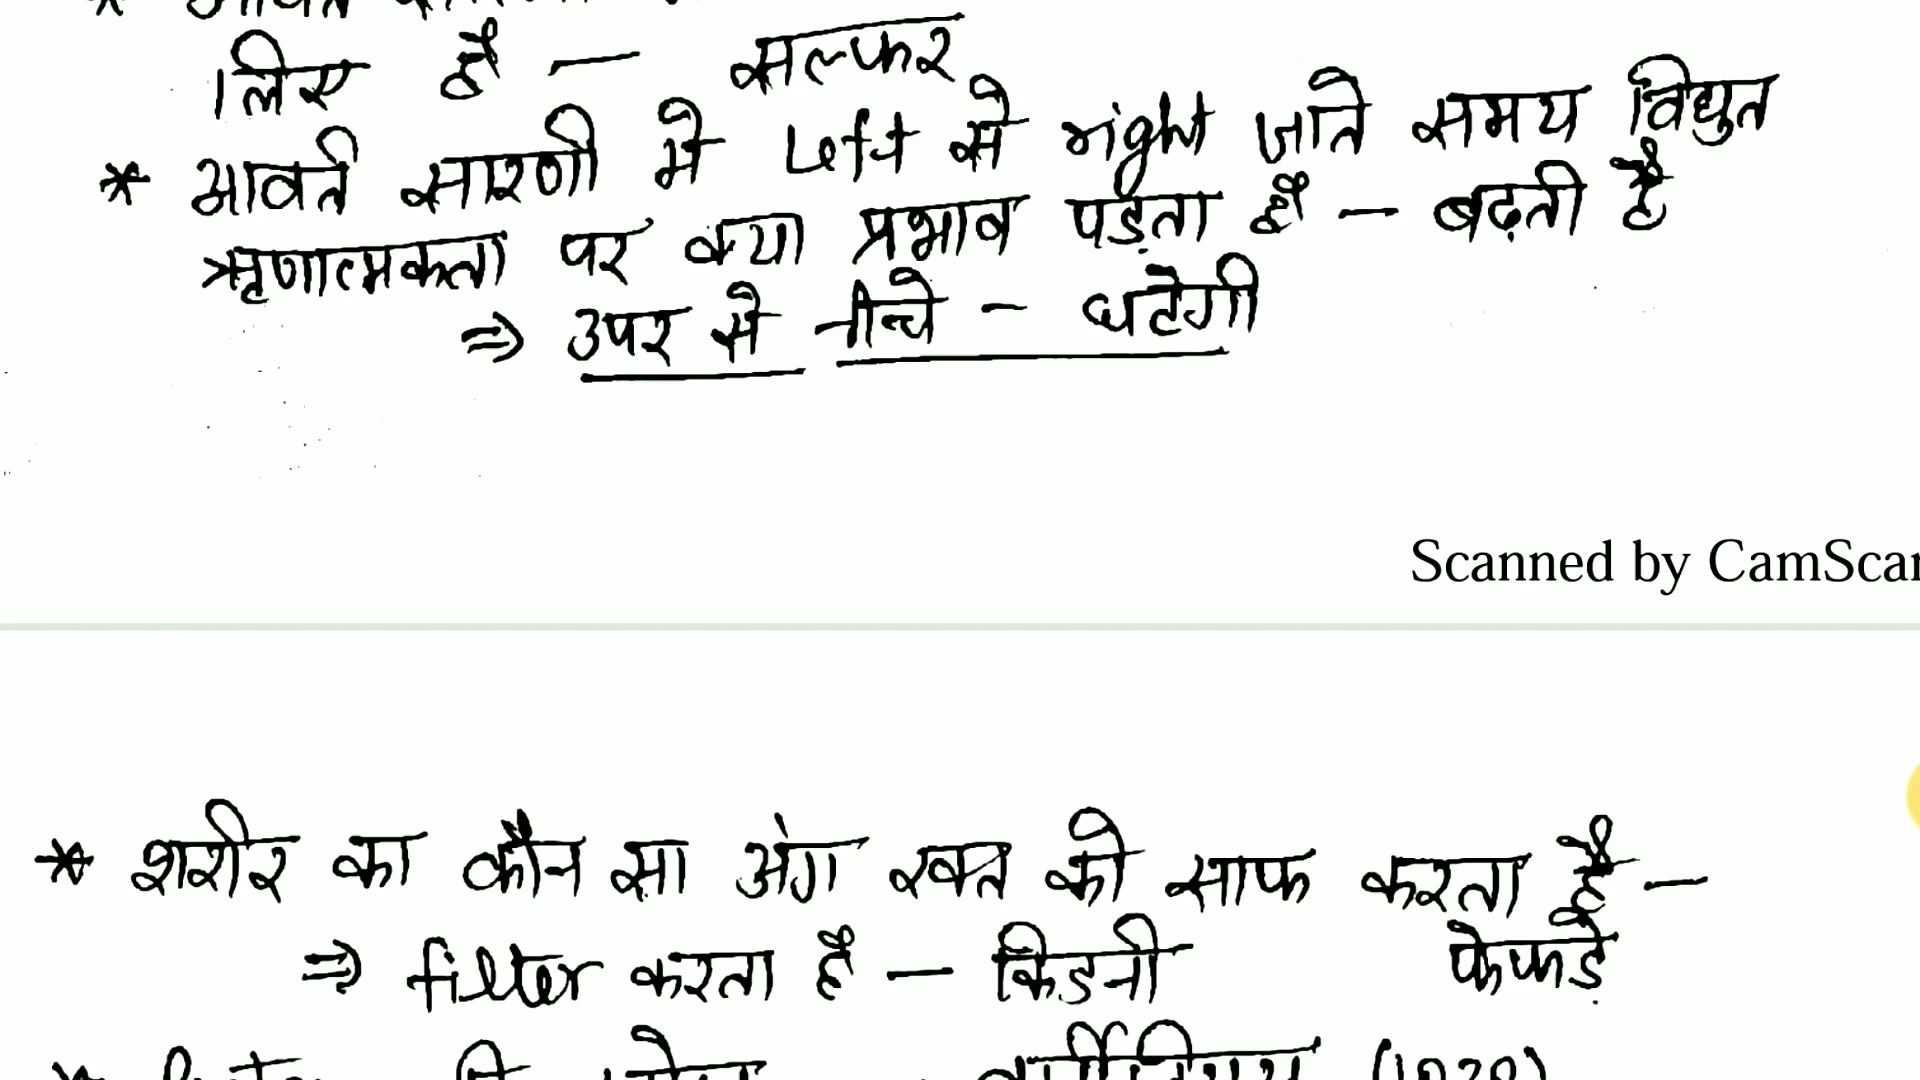 लिए है — सल्फर
* आवर्त सारणी मे Left से right जाते समय विद्युत
ऋणात्मकता पर क्या प्रभाव पड़ता है — बढ़ती है
⇒ उपर से नीचे — घटेगी
Scanned by CamScan
* शरीर का कौन सा अंग रक्त को साफ करता है —
फेफड़े
⇒ filter करता है — किडनी